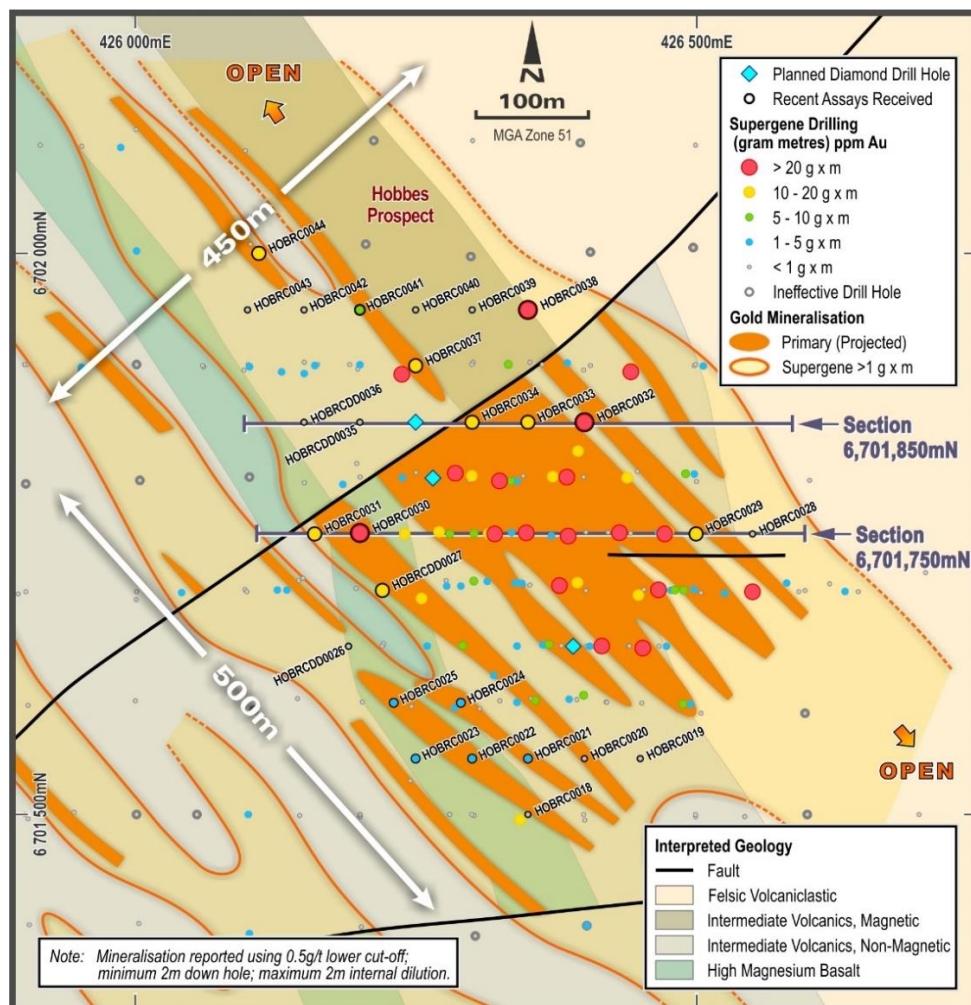 426 000mE
426 500mE
OPEN
N
100m
MGA Zone 51
Planned Diamond Drill Hole
Recent Assays Received
Supergene Drilling
(gram metres) ppm Au
> 20 g x m
10 - 20 g x m
5 - 10 g x m
1 - 5 g x m
< 1 g x m
Ineffective Drill Hole
Gold Mineralisation
Primary (Projected)
Supergene >1 g x m
Hobbes
Prospect
450m
6 702 000mN
HOBRC0044
HOBRC0043
HOBRC0042
HOBRC0041
HOBRC0040
HOBRC0039
HOBRC0038
HOBRC0037
HOBRCDD0036
HOBRCDD0035
HOBRC0034
HOBRC0033
HOBRC0032
Section
6,701,850mN
HOBRC0031
HOBRC0030
HOBRC0029
HOBRC0028
Section
6,701,750mN
HOBRCDD0027
HOBRCDD0026
500m
HOBRC0025
HOBRC0024
HOBRC0023
HOBRC0022
HOBRC0021
HOBRC0020
HOBRC0019
OPEN
HOBRC0018
6 701 500mN
Interpreted Geology
Fault
Felsic Volcaniclastic
Intermediate Volcanics, Magnetic
Intermediate Volcanics, Non-Magnetic
High Magnesium Basalt
Note: Mineralisation reported using 0.5g/t lower cut-off;
minimum 2m down hole; maximum 2m internal dilution.